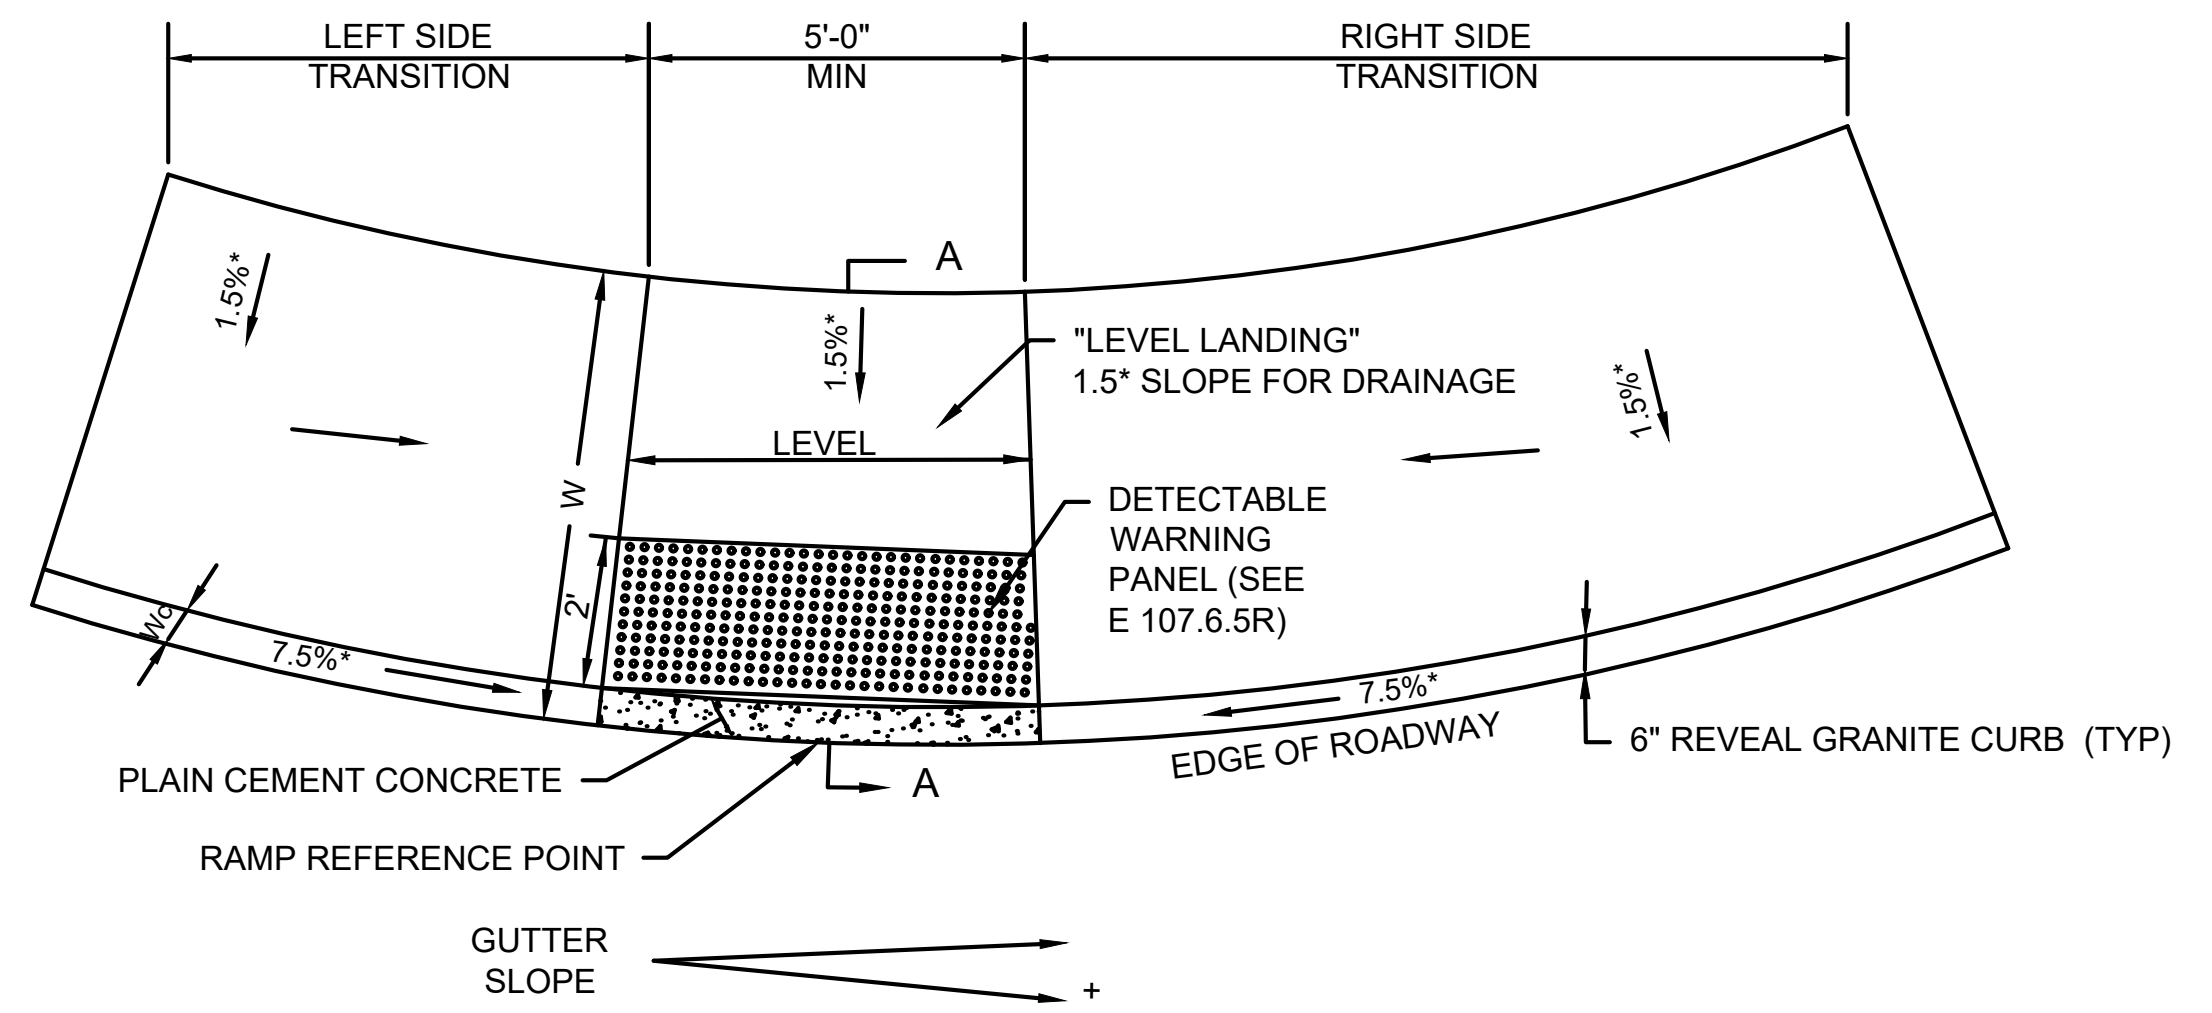 LEFT SIDE
TRANSITION
5'-0"
MIN
RIGHT SIDE
TRANSITION
A
1.5%*
1.5%*
"LEVEL LANDING"
1.5* SLOPE FOR DRAINAGE
1.5%*
LEVEL
W
DETECTABLE
WARNING
PANEL (SEE
E 107.6.5R)
2'
Wc
7.5%*
7.5%*
EDGE OF ROADWAY
6" REVEAL GRANITE CURB (TYP)
PLAIN CEMENT CONCRETE
A
RAMP REFERENCE POINT
GUTTER
SLOPE
+